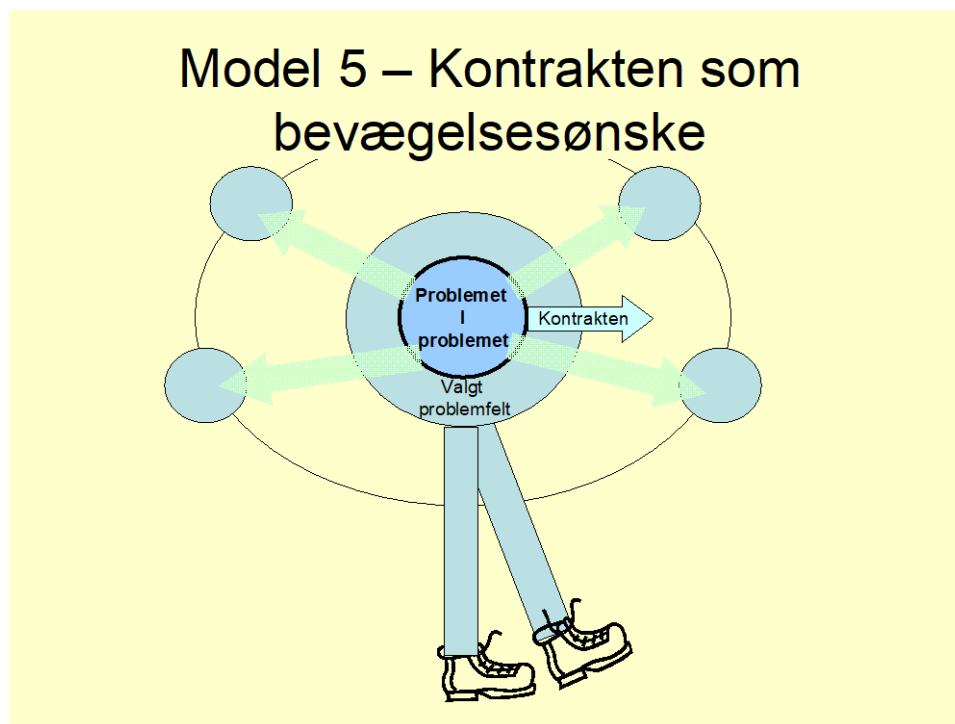 Model 5 – Kontrakten som
bevægelsesønske
Problemet
I
problemet
Kontrakten
Valgt
problemfelt